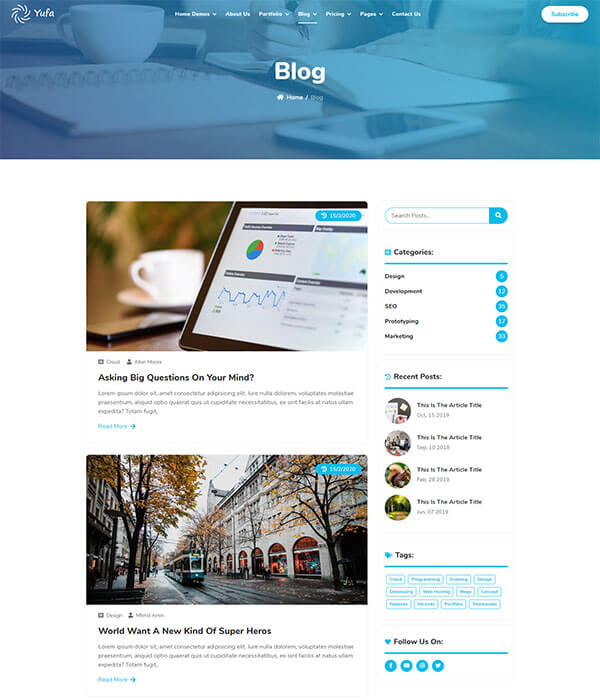 Yufa
Home Demos
About Us
Portfolio
Blog
Pricing
Pages
Contact Us
Subscribe
Blog
Home / Blog
15/2/2020
Cloud
Allan Moore
Asking Big Questions On Your Mind?
Lorem ipsum dolor sit amet, consectetur adipisicing elit. Iure nulla dolorem, voluptates molestiae
praesentium, aliquid optio quaerat quis ut cupiditate necessitatibus, ex sint facilis a natus ullam
expedita? Totam fugit,
Read More
15/2/2020
Design
Mhmd Amin
World Want A New Kind Of Super Heros
Lorem ipsum dolor sit amet, consectetur adipisicing elit. Iure nulla dolorem, voluptates molestiae
praesentium, aliquid optio quaerat quis ut cupiditate necessitatibus, ex sint facilis a natus ullam
expedita? Totam fugit,
Read More
Search Posts...
Categories:
Design 5
Development 12
SEO 35
Prototyping 17
Marketing 33
Recent Posts:
This Is The Article Title
Oct, 15 2019
This Is The Article Title
Sep, 10 2018
This Is The Article Title
Feb, 28 2019
This Is The Article Title
Jun, 07 2019
Tags:
Cloud Programming Drawing Design
Developing Web Hosting Mega Concept
Features Services Portfolio Testimonials
Follow Us On: